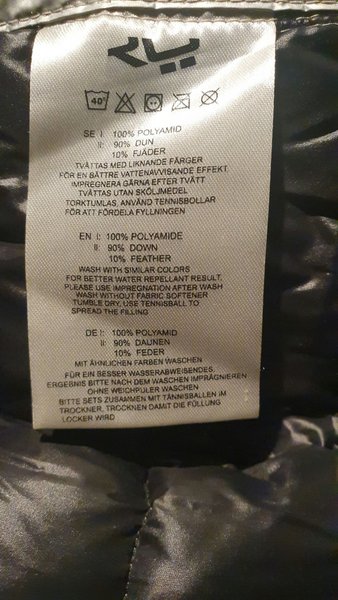 40°
SE I: 100% POLYAMID
II: 90% DUN
10% FJÄDER
TVÄTTAS MED LIKNANDE FÄRGER
FÖR EN BÄTTRE VATTENAVVISANDE EFFEKT
IMPREGNERA GÄRNA EFTER TVÄTT
TVÄTTAS UTAN SKÖLJMEDEL
TORKTUMLAS, ANVÄND TENNISBOLLAR
FÖR ATT FÖRDELA FYLLNINGEN
EN I: 100% POLYAMIDE
II: 90% DOWN
10% FEATHER
WASH WITH SIMILAR COLORS
FOR BETTER WATER REPELLANT RESULT,
PLEASE USE IMPREGNATION AFTER WASH
WASH WITHOUT FABRIC SOFTENER
TUMBLE DRY, USE TENNISBALL TO
SPREAD THE FILLING
DE I: 100% POLYAMID
II: 90% DAUNEN
10% FEDER
MIT ÄHNLICHEN FARBEN WASCHEN
FÜR EIN BESSER WASSERABWEISENDES,
ERGEBNIS BITTE NACH DEM WASCHEN IMPRÄGNIEREN
OHNE WEICHPÜLER WASCHEN
BITTE SETS ZUSAMMEN MIT TÄNNISBALLEN IM
TROCKNER, TROCKNEN DAMIT DIE FÜLLUNG
LOCKER WIRD